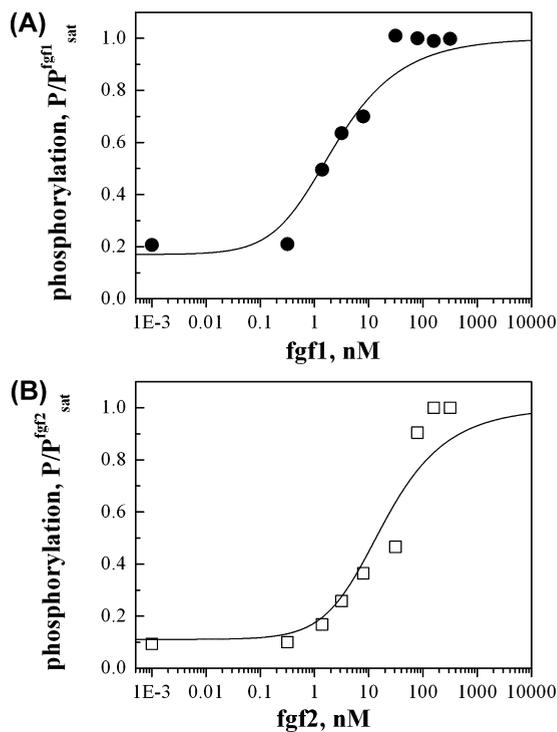 (A)
phosphorylation, P/P^fgf1_sat
1.0
0.8
0.6
0.4
0.2
0.0
1E-3 0.01 0.1 1 10 100 1000 10000
fgf1, nM
(B)
phosphorylation, P/P^fgf2_sat
1.0
0.8
0.6
0.4
0.2
0.0
1E-3 0.01 0.1 1 10 100 1000 10000
fgf2, nM